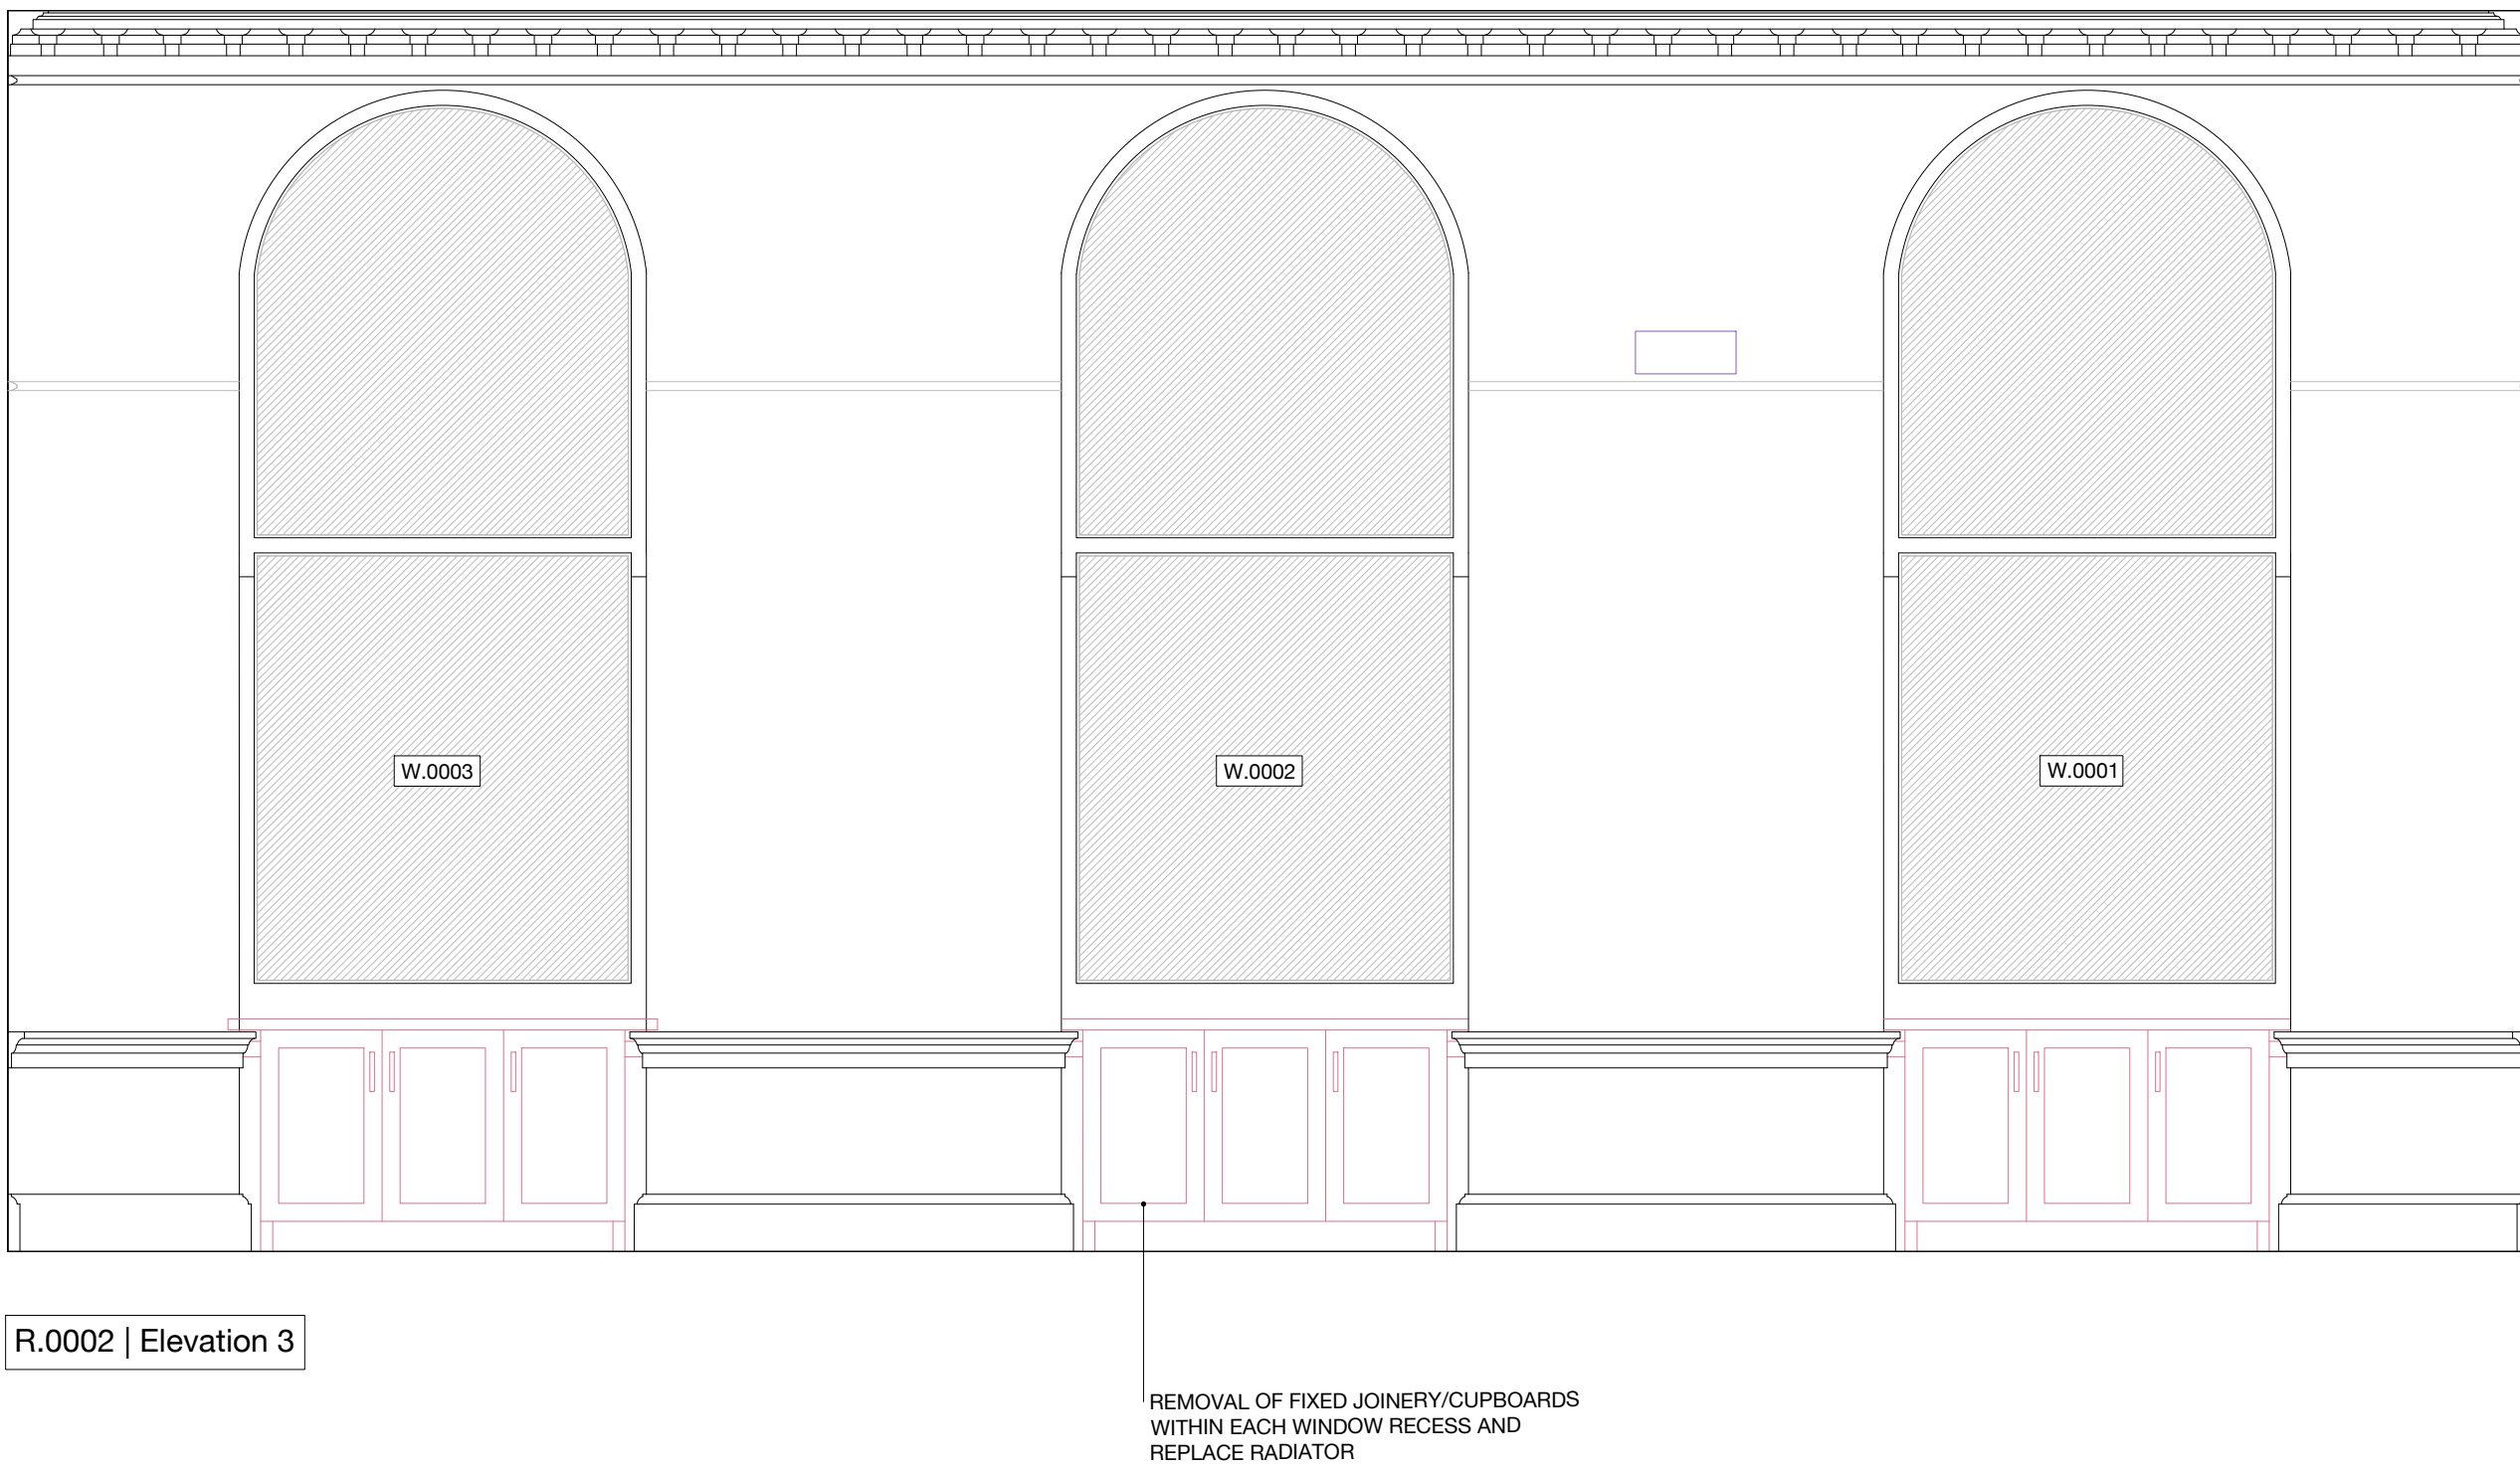 W.0003
W.0002
W.0001
R.0002 | Elevation 3
REMOVAL OF FIXED JOINERY/CUPBOARDS
WITHIN EACH WINDOW RECESS AND
REPLACE RADIATOR